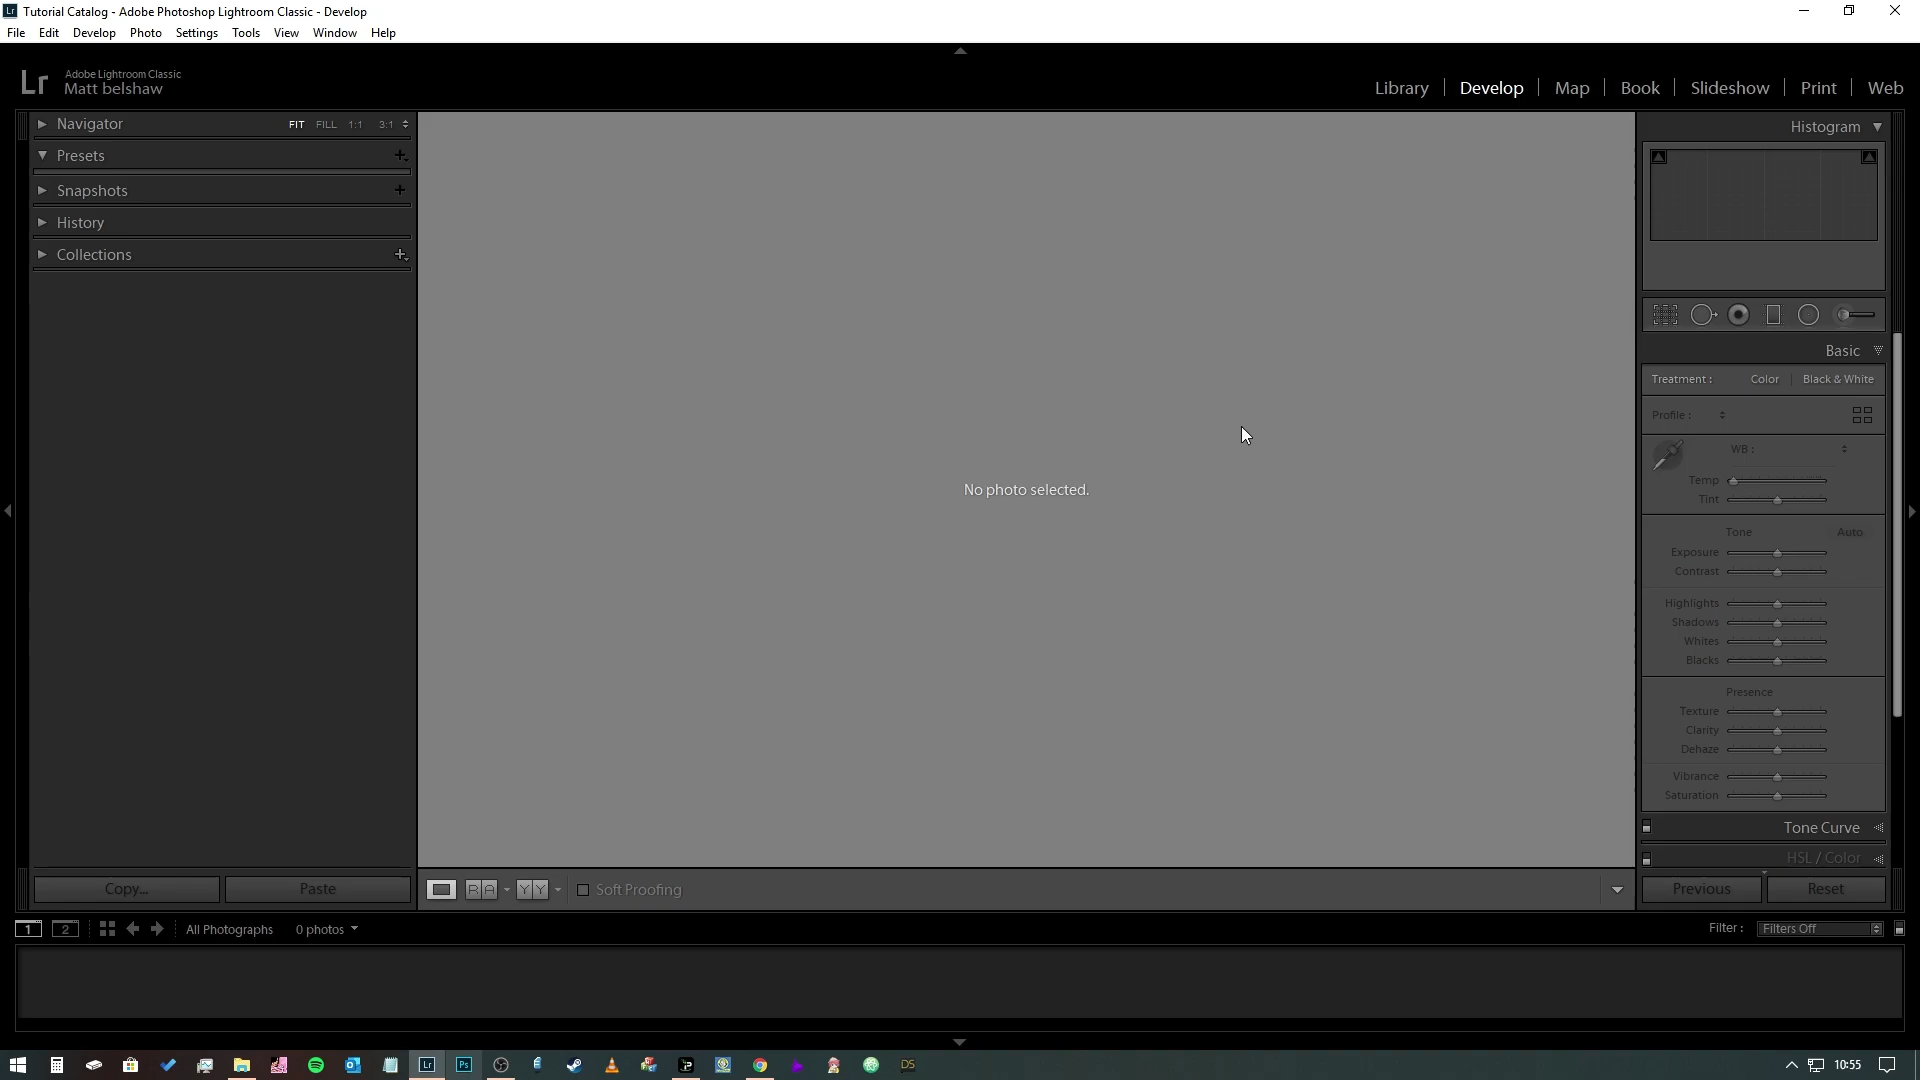 Lr Tutorial Catalog - Adobe Photoshop Lightroom Classic - Develop
File Edit Develop Photo Settings Tools View Window Help
Lr Adobe Lightroom Classic
Matt belshaw
Library Develop Map Book Slideshow Print Web
Navigator FIT FILL 1:1 3:1
Presets
Snapshots
History
Collections
No photo selected.
Histogram
Basic
Treatment : Color Black & White
Profile :
WB :
Temp
Tint
Tone Auto
Exposure
Contrast
Highlights
Shadows
Whites
Blacks
Presence
Texture
Clarity
Dehaze
Vibrance
Saturation
Tone Curve
HSL / Color
Copy... Paste
R A Y Y Soft Proofing
Previous Reset
1 2 All Photographs 0 photos
Filter : Filters Off
Lr Ps DS 10:55